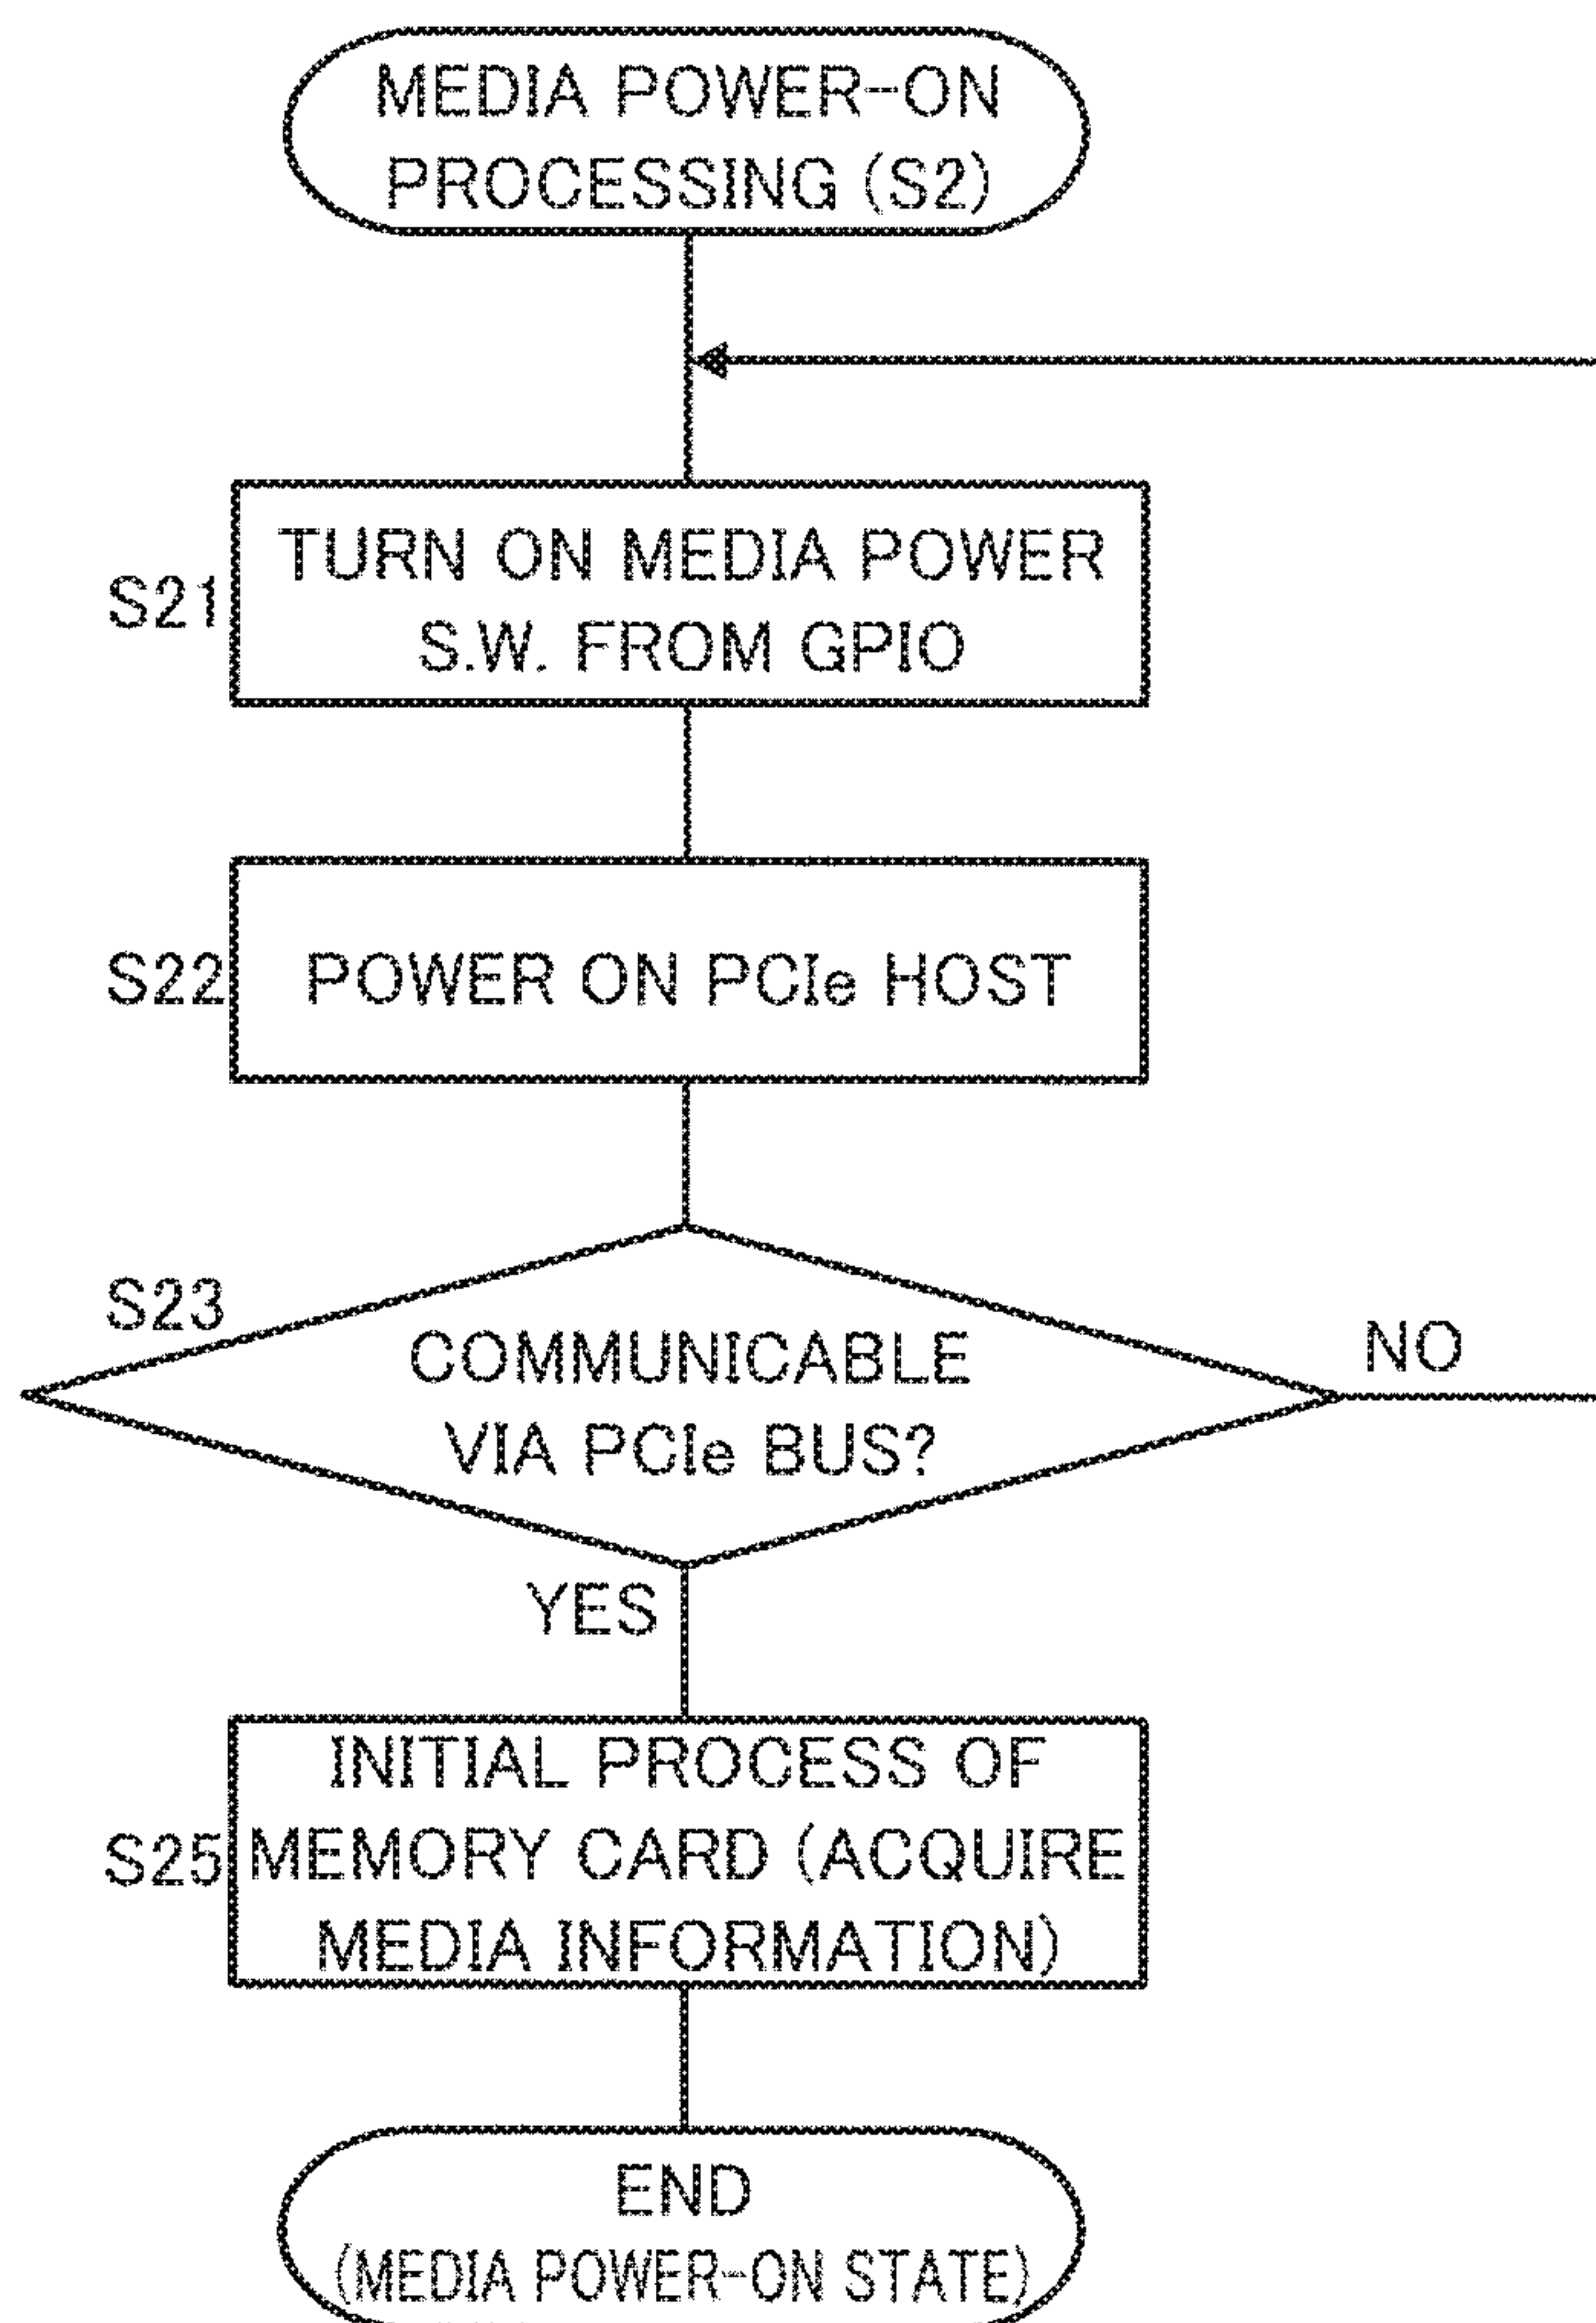 MEDIA POWER-ON
PROCESSING (S2)
S21
TURN ON MEDIA POWER
S.W. FROM GPIO
S22
POWER ON PCIe HOST
S23
COMMUNICABLE
VIA PCIe BUS?
NO
YES
S25
INITIAL PROCESS OF
MEMORY CARD (ACQUIRE
MEDIA INFORMATION)
END
(MEDIA POWER-ON STATE)